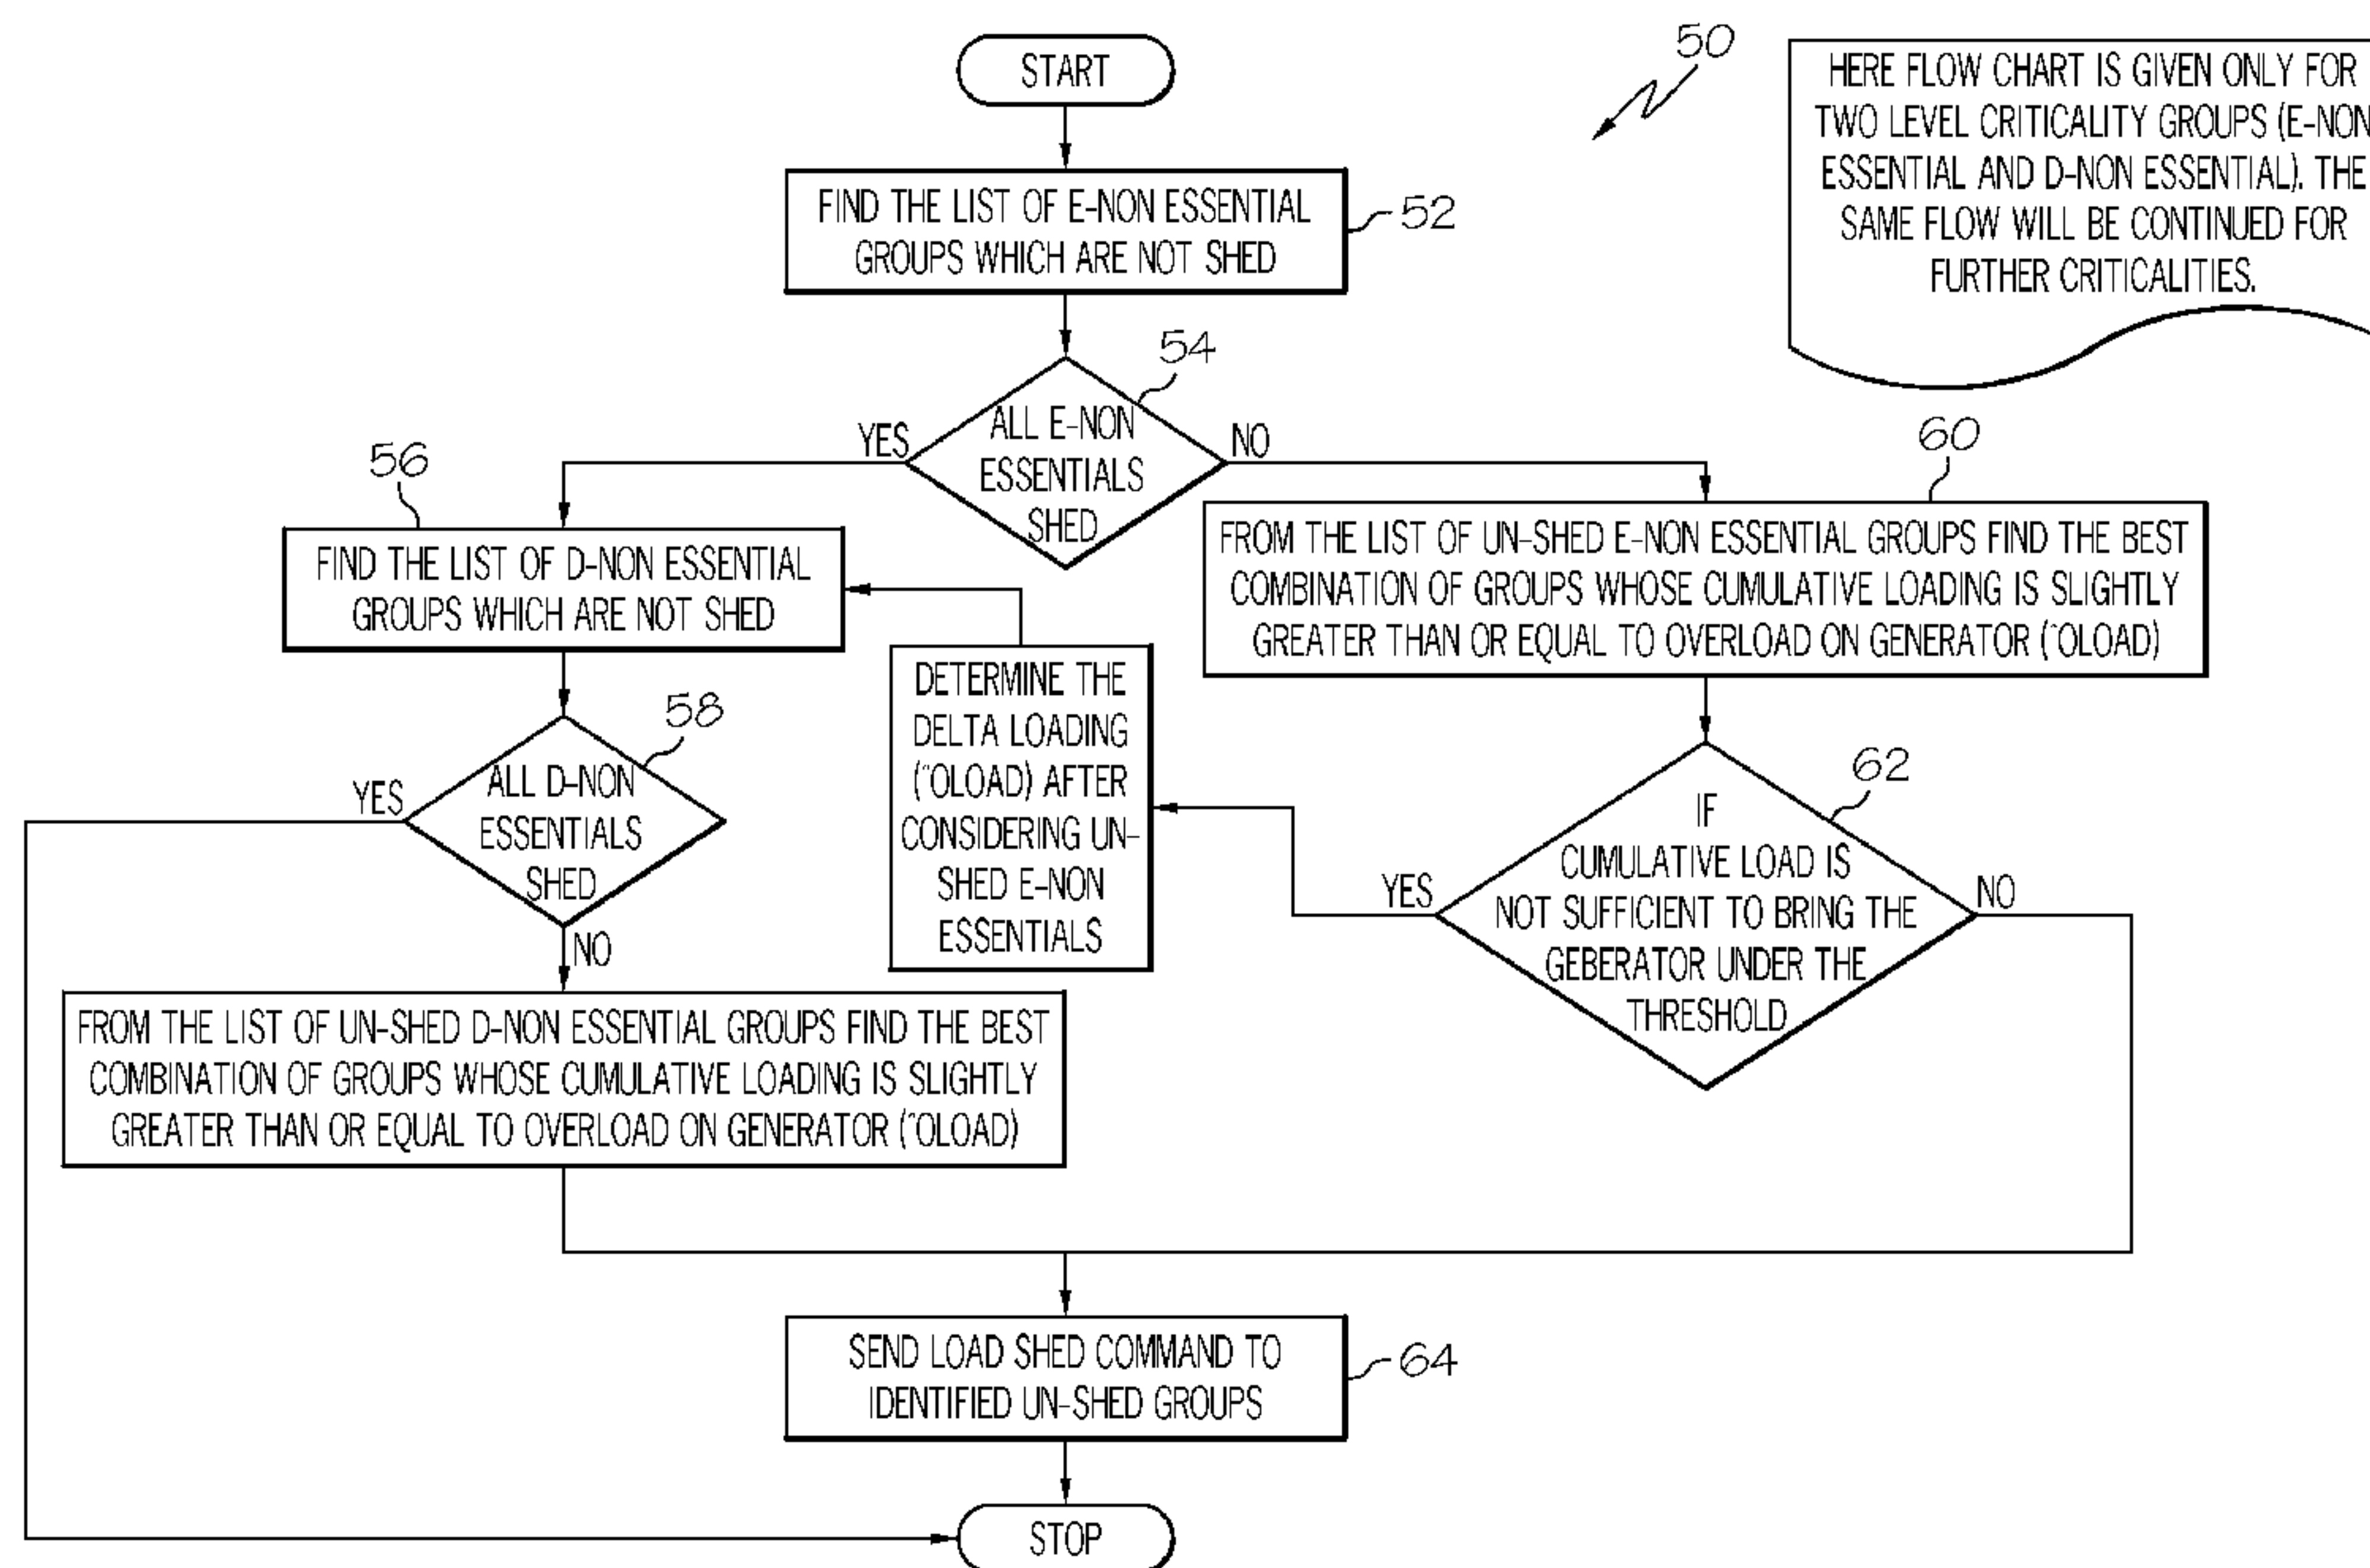 START
50
HERE FLOW CHART IS GIVEN ONLY FOR
TWO LEVEL CRITICALITY GROUPS (E-NON
ESSENTIAL AND D-NON ESSENTIAL). THE
SAME FLOW WILL BE CONTINUED FOR
FURTHER CRITICALITIES.
FIND THE LIST OF E-NON ESSENTIAL
GROUPS WHICH ARE NOT SHED
52
54
ALL E-NON
ESSENTIALS
SHED
YES
NO
56
FIND THE LIST OF D-NON ESSENTIAL
GROUPS WHICH ARE NOT SHED
60
FROM THE LIST OF UN-SHED E-NON ESSENTIAL GROUPS FIND THE BEST
COMBINATION OF GROUPS WHOSE CUMULATIVE LOADING IS SLIGHTLY
GREATER THAN OR EQUAL TO OVERLOAD ON GENERATOR (˜OLOAD)
DETERMINE THE
DELTA LOADING
(˜OLOAD) AFTER
CONSIDERING UN-
SHED E-NON
ESSENTIALS
58
ALL D-NON
ESSENTIALS
SHED
YES
NO
62
IF
CUMULATIVE LOAD IS
NOT SUFFICIENT TO BRING THE
GEBERATOR UNDER THE
THRESHOLD
YES
NO
FROM THE LIST OF UN-SHED D-NON ESSENTIAL GROUPS FIND THE BEST
COMBINATION OF GROUPS WHOSE CUMULATIVE LOADING IS SLIGHTLY
GREATER THAN OR EQUAL TO OVERLOAD ON GENERATOR (˜OLOAD)
SEND LOAD SHED COMMAND TO
IDENTIFIED UN-SHED GROUPS
64
STOP